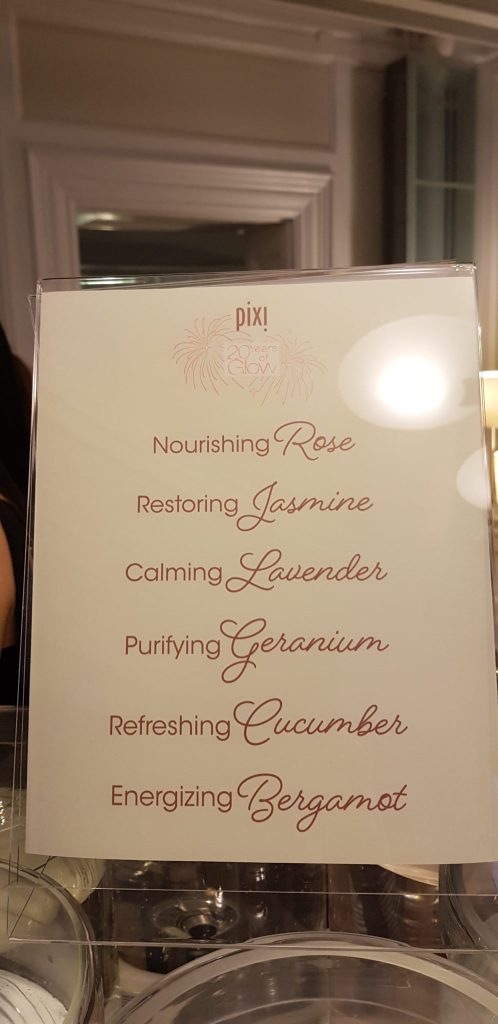 pixi
20 Years
of
Glow
Nourishing Rose
Restoring Jasmine
Calming Lavender
Purifying Geranium
Refreshing Cucumber
Energizing Bergamot